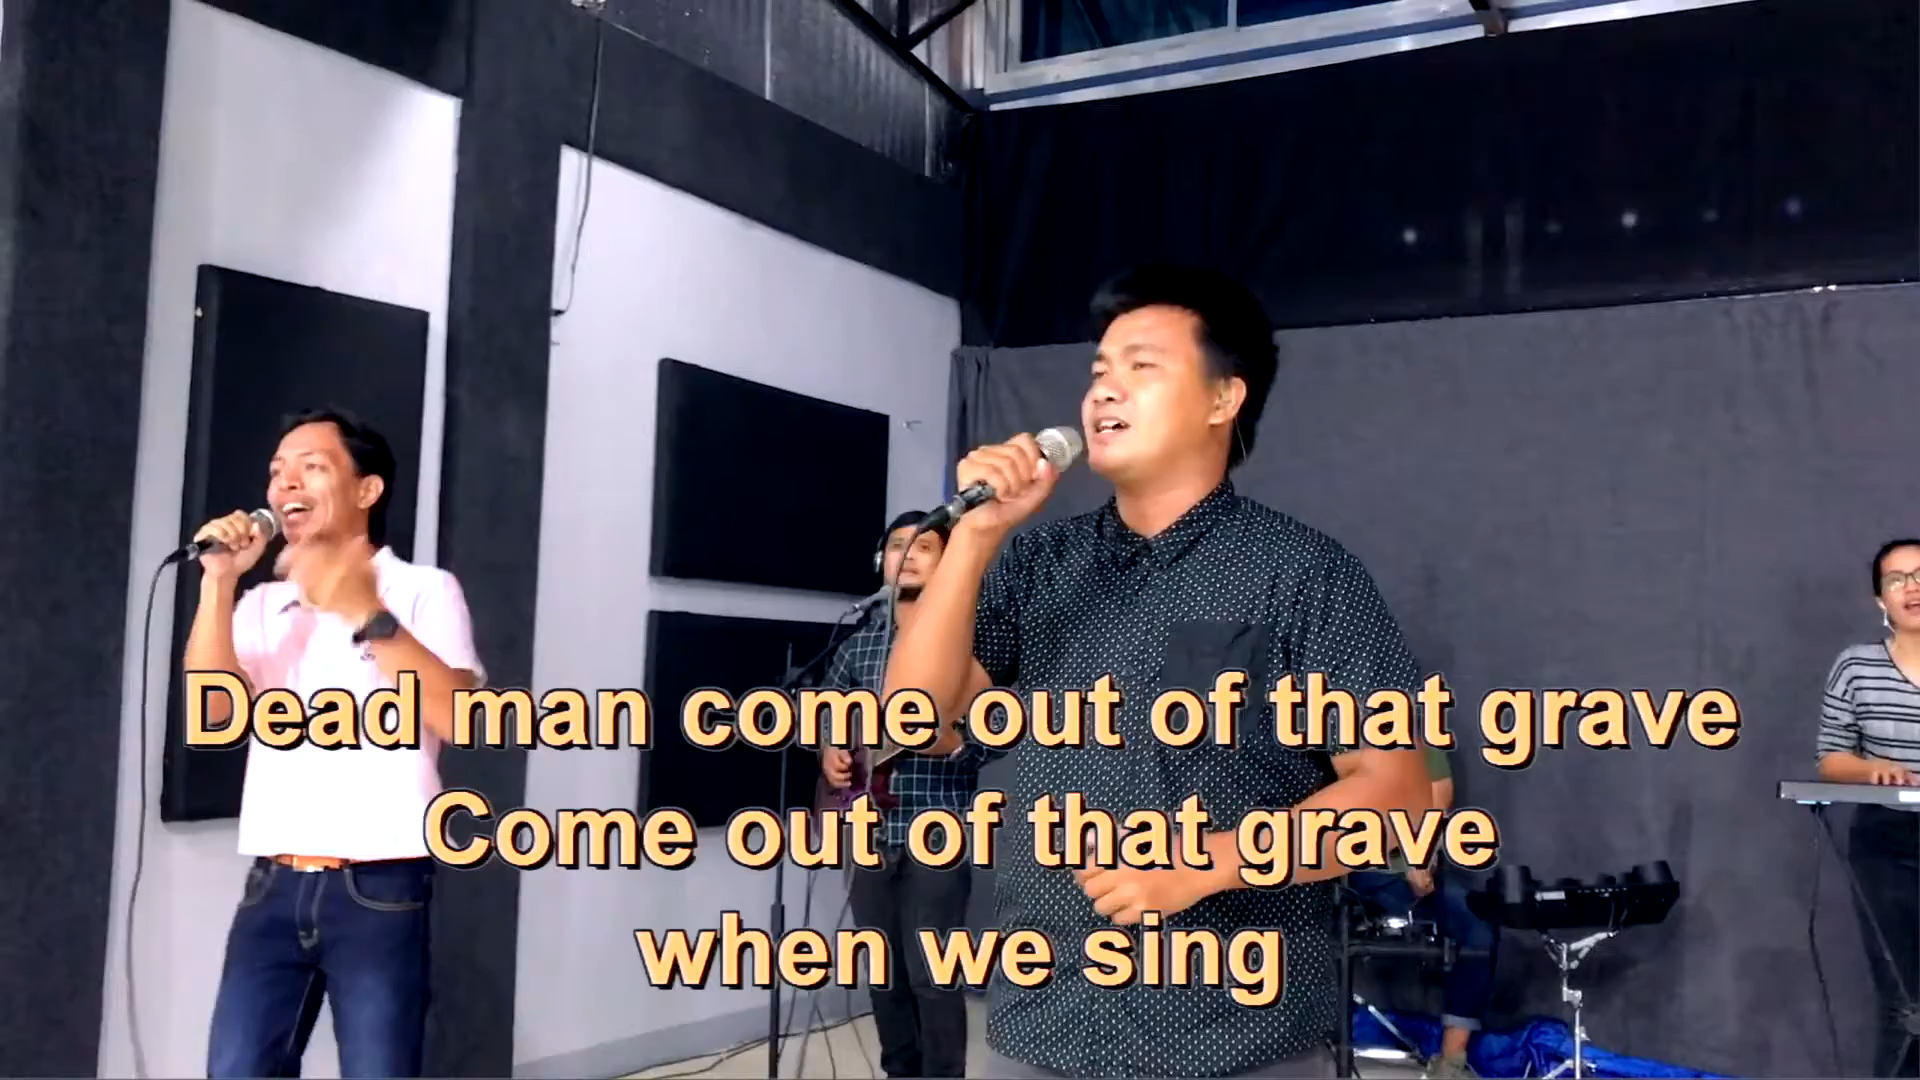 Dead man come out of that grave
Come out of that grave
when we sing